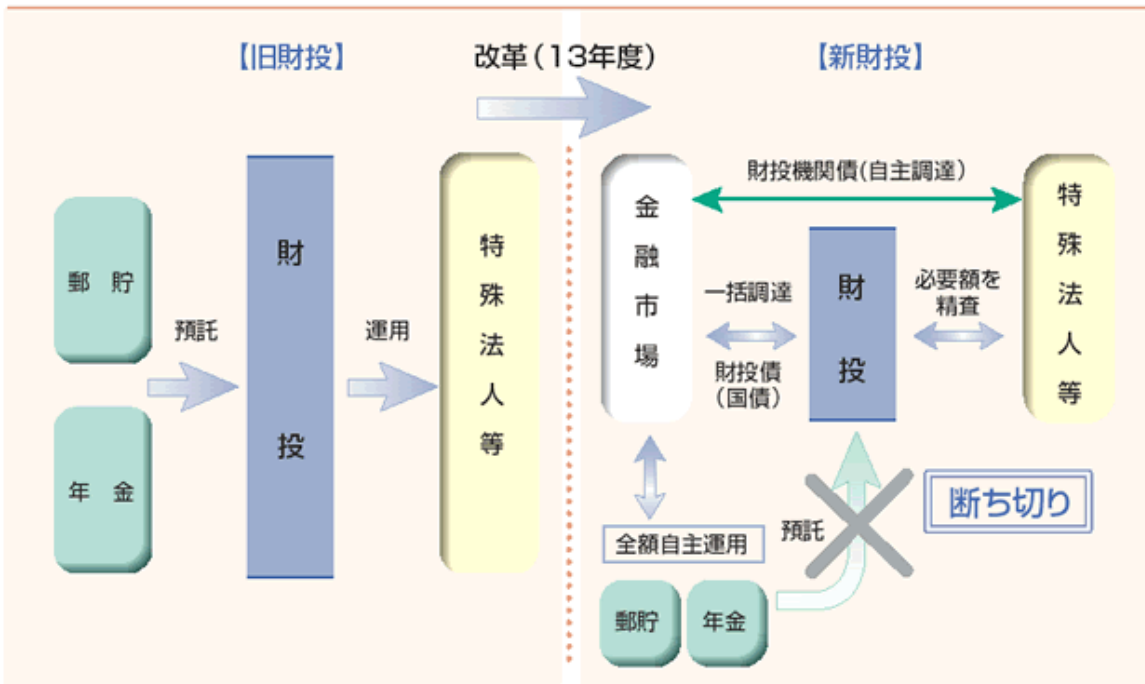 【旧財投】
改革(13年度)
【新財投】
郵 貯
年 金
預託
財投
運用
特殊法人等
金融市場
財投機関債(自主調達)
一括調達
財投債
(国債)
財投
必要額を
精査
特殊法人等
全額自主運用
預託
断ち切り
郵貯
年金